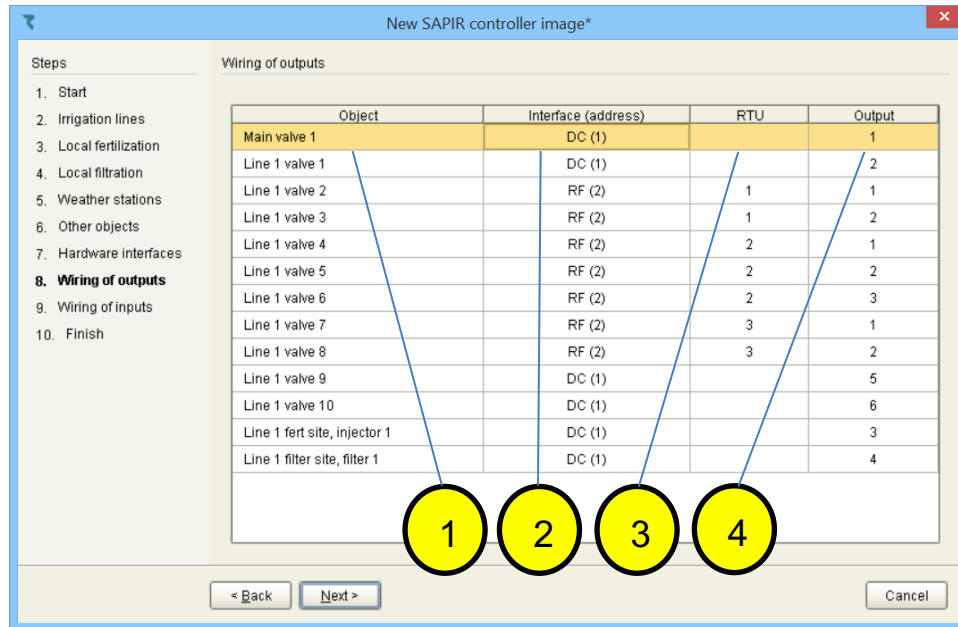 New SAPIR controller image*
Steps
1. Start
2. Irrigation lines
3. Local fertilization
4. Local filtration
5. Weather stations
6. Other objects
7. Hardware interfaces
8. Wiring of outputs
9. Wiring of inputs
10. Finish
Wiring of outputs
Object Interface (address) RTU Output
Main valve 1 DC (1) 1
Line 1 valve 1 DC (1) 2
Line 1 valve 2 RF (2) 1 1
Line 1 valve 3 RF (2) 1 2
Line 1 valve 4 RF (2) 2 1
Line 1 valve 5 RF (2) 2 2
Line 1 valve 6 RF (2) 2 3
Line 1 valve 7 RF (2) 3 1
Line 1 valve 8 RF (2) 3 2
Line 1 valve 9 DC (1) 5
Line 1 valve 10 DC (1) 6
Line 1 fert site, injector 1 DC (1) 3
Line 1 filter site, filter 1 DC (1) 4
1 2 3 4
< Back Next > Cancel